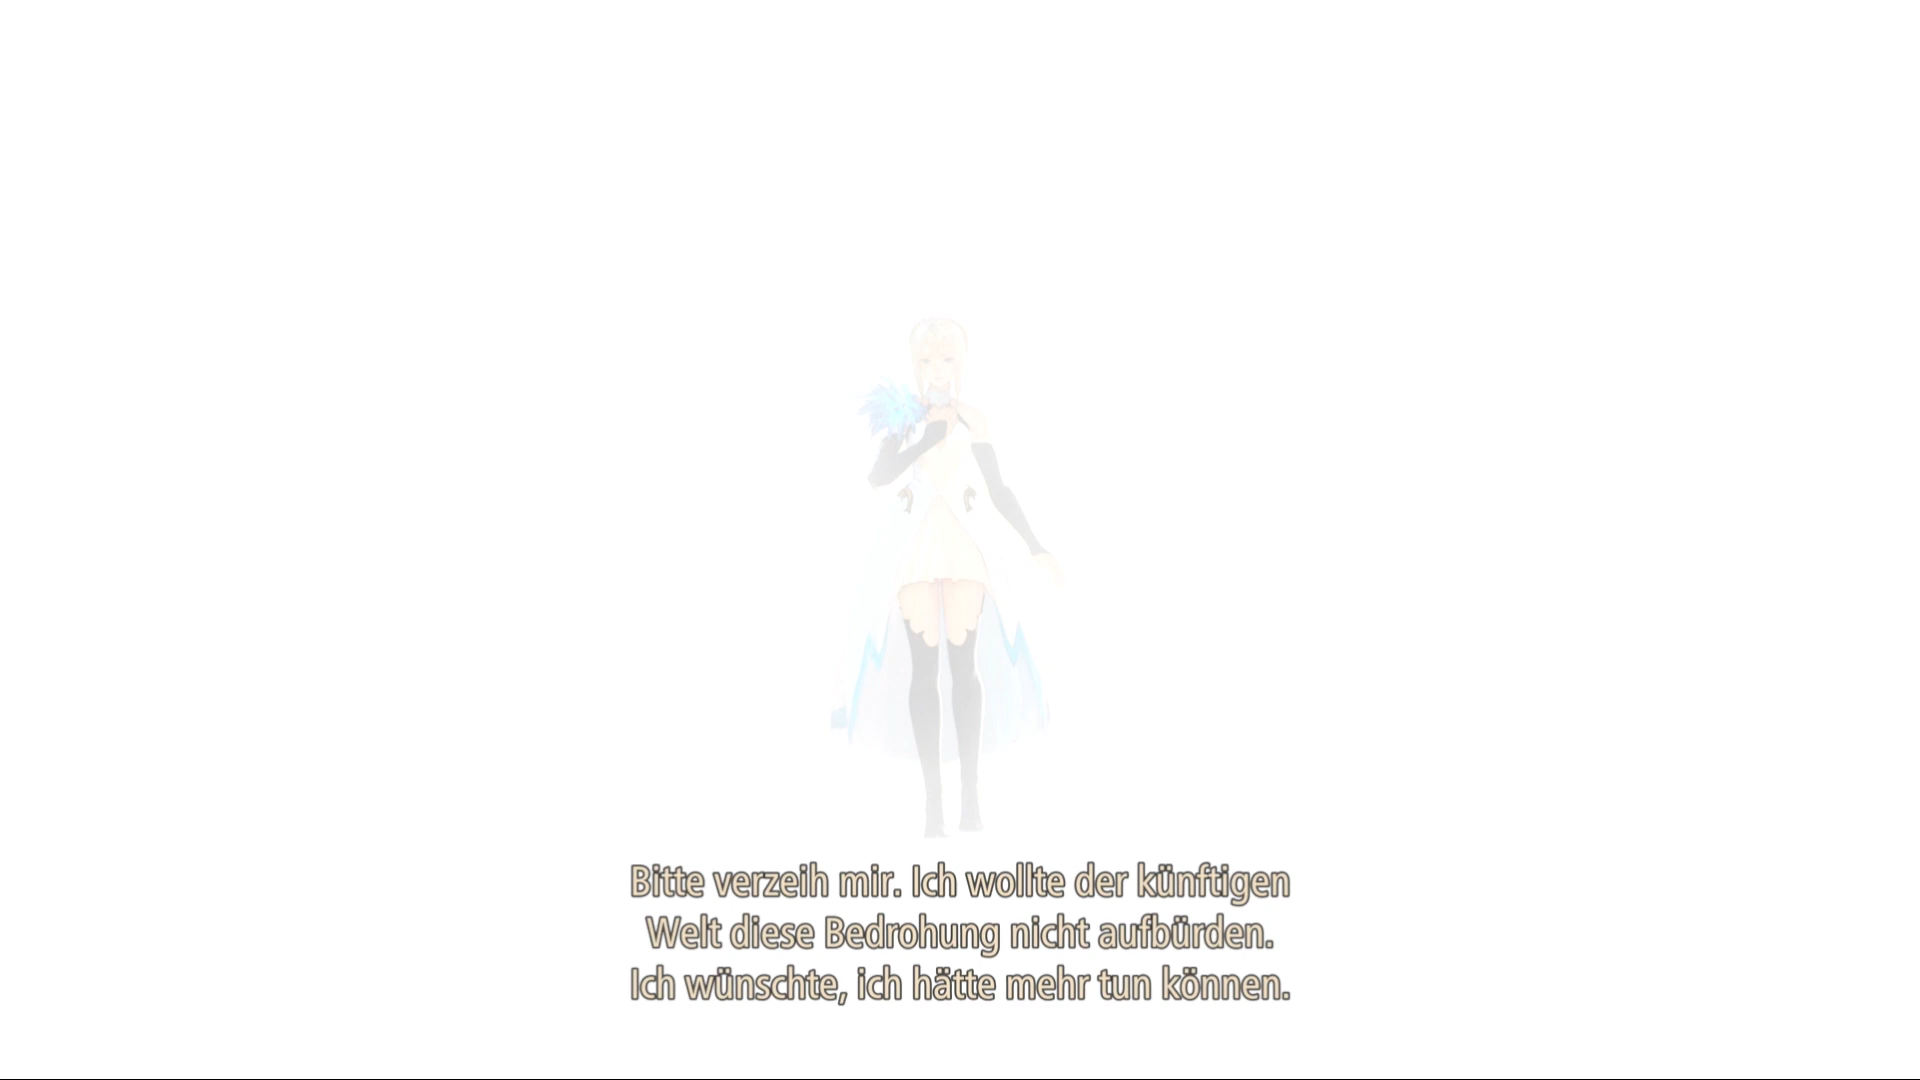 Bitte verzeih mir. Ich wollte der künftigen
Welt diese Bedrohung nicht aufbürden.
Ich wünschte, ich hätte mehr tun können.